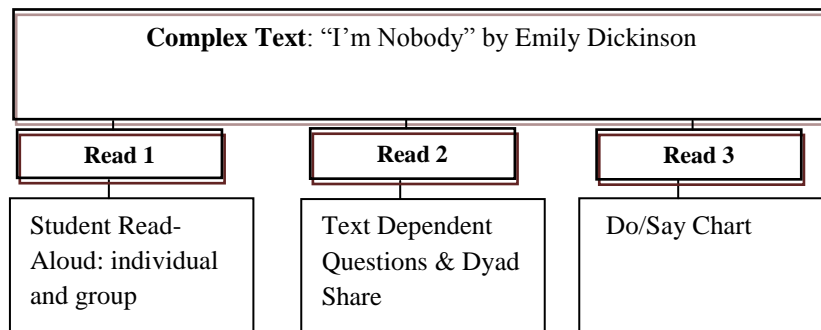 Complex Text: “I’m Nobody” by Emily Dickinson
Read 1
Read 2
Read 3
Student Read-
Aloud: individual
and group
Text Dependent
Questions & Dyad
Share
Do/Say Chart